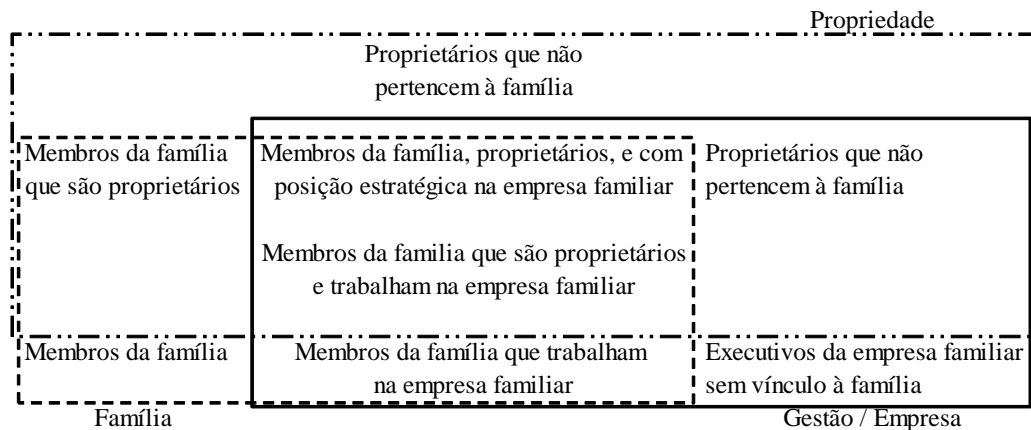 Propriedade
Proprietários que não
pertencem à família
Membros da família
que são proprietários
Membros da família, proprietários, e com
posição estratégica na empresa familiar
Proprietários que não
pertencem à família
Membros da familia que são proprietários
e trabalham na empresa familiar
Membros da família
Membros da família que trabalham
na empresa familiar
Executivos da empresa familiar
sem vínculo à família
Família
Gestão / Empresa